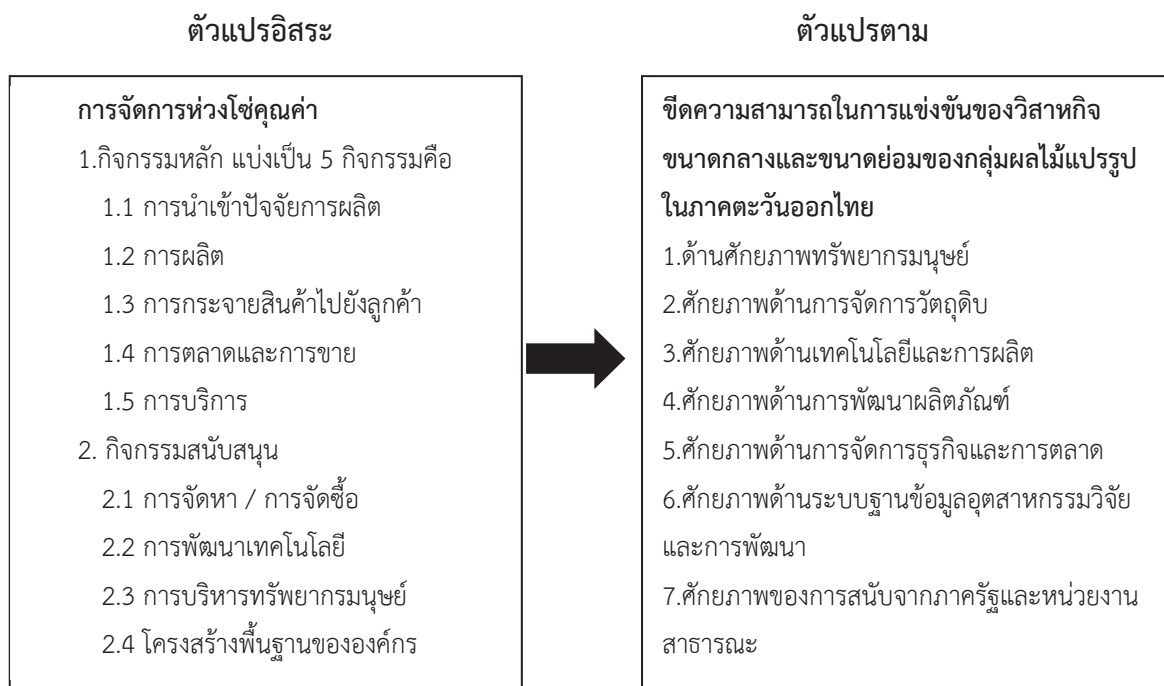 ตัวแปรอิสระ
ตัวแปรตาม
การจัดการห่วงโซ่คุณค่า
1.กิจกรรมหลัก แบ่งเป็น 5 กิจกรรมคือ
1.1 การนำเข้าปัจจัยการผลิต
1.2 การผลิต
1.3 การกระจายสินค้าไปยังลูกค้า
1.4 การตลาดและการขาย
1.5 การบริการ
2. กิจกรรมสนับสนุน
2.1 การจัดหา / การจัดซื้อ
2.2 การพัฒนาเทคโนโลยี
2.3 การบริหารทรัพยากรมนุษย์
2.4 โครงสร้างพื้นฐานขององค์กร
ขีดความสามารถในการแข่งขันของวิสาหกิจ
ขนาดกลางและขนาดย่อมของกลุ่มผลไม้แปรรูป
ในภาคตะวันออกไทย
1.ด้านศักยภาพทรัพยากรมนุษย์
2.ศักยภาพด้านการจัดการวัตถุดิบ
3.ศักยภาพด้านเทคโนโลยีและการผลิต
4.ศักยภาพด้านการพัฒนาผลิตภัณฑ์
5.ศักยภาพด้านการจัดการธุรกิจและการตลาด
6.ศักยภาพด้านระบบฐานข้อมูลอุตสาหกรรมวิจัย
และการพัฒนา
7.ศักยภาพของการสนับจากภาครัฐและหน่วยงาน
สาธารณะ